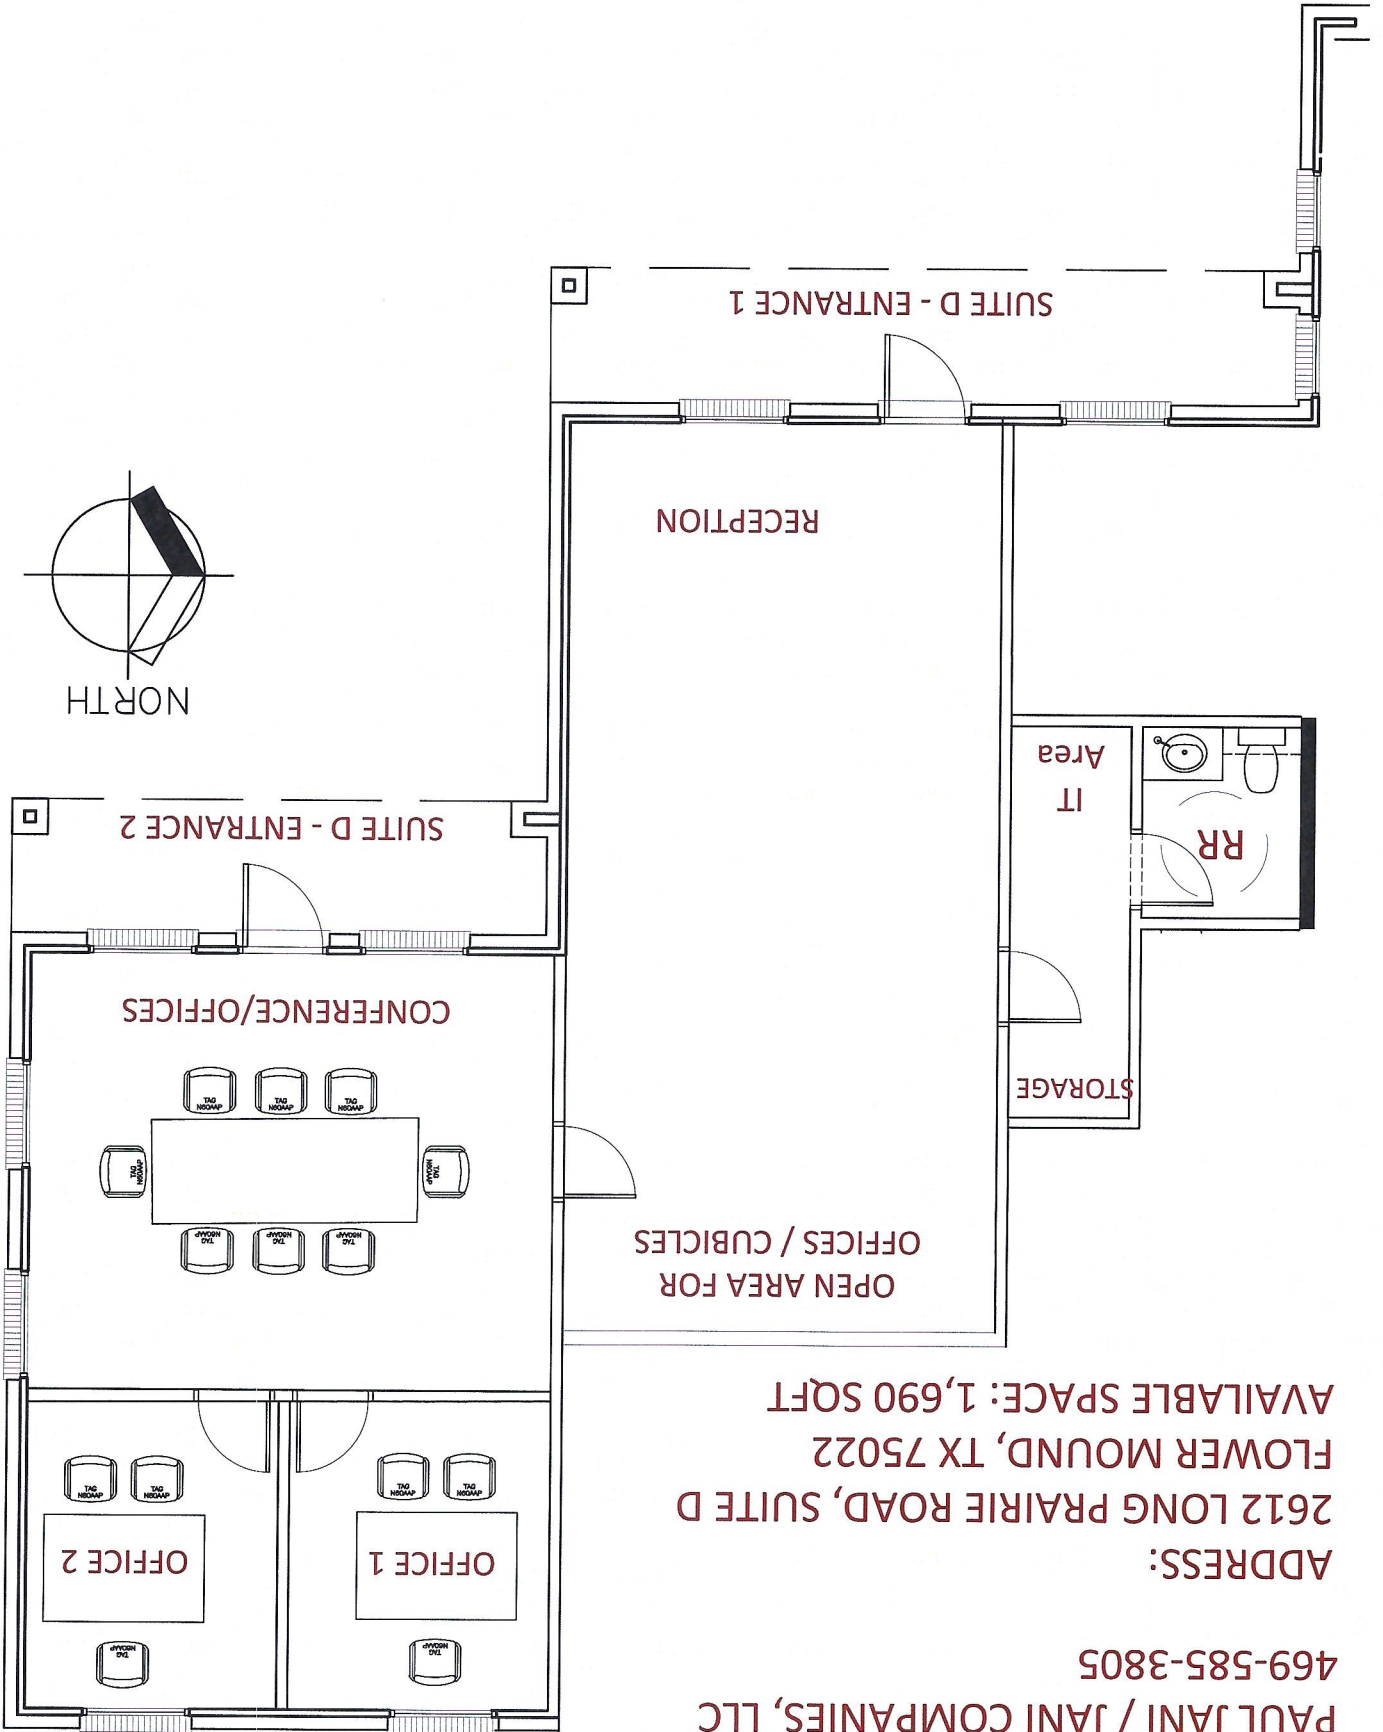 PAUL JANI / JANI COMPANIES, LLC
469-585-3805
ADDRESS:
2612 LONG PRAIRIE ROAD, SUITE D
FLOWER MOUND, TX 75022
AVAILABLE SPACE: 1,690 SQFT
OFFICE 1
OFFICE 2
OPEN AREA FOR
OFFICES / CUBICLES
STORAGE
CONFERENCE/OFFICES
RR
IT
Area
SUITE D - ENTRANCE 2
NORTH
RECEPTION
SUITE D - ENTRANCE 1